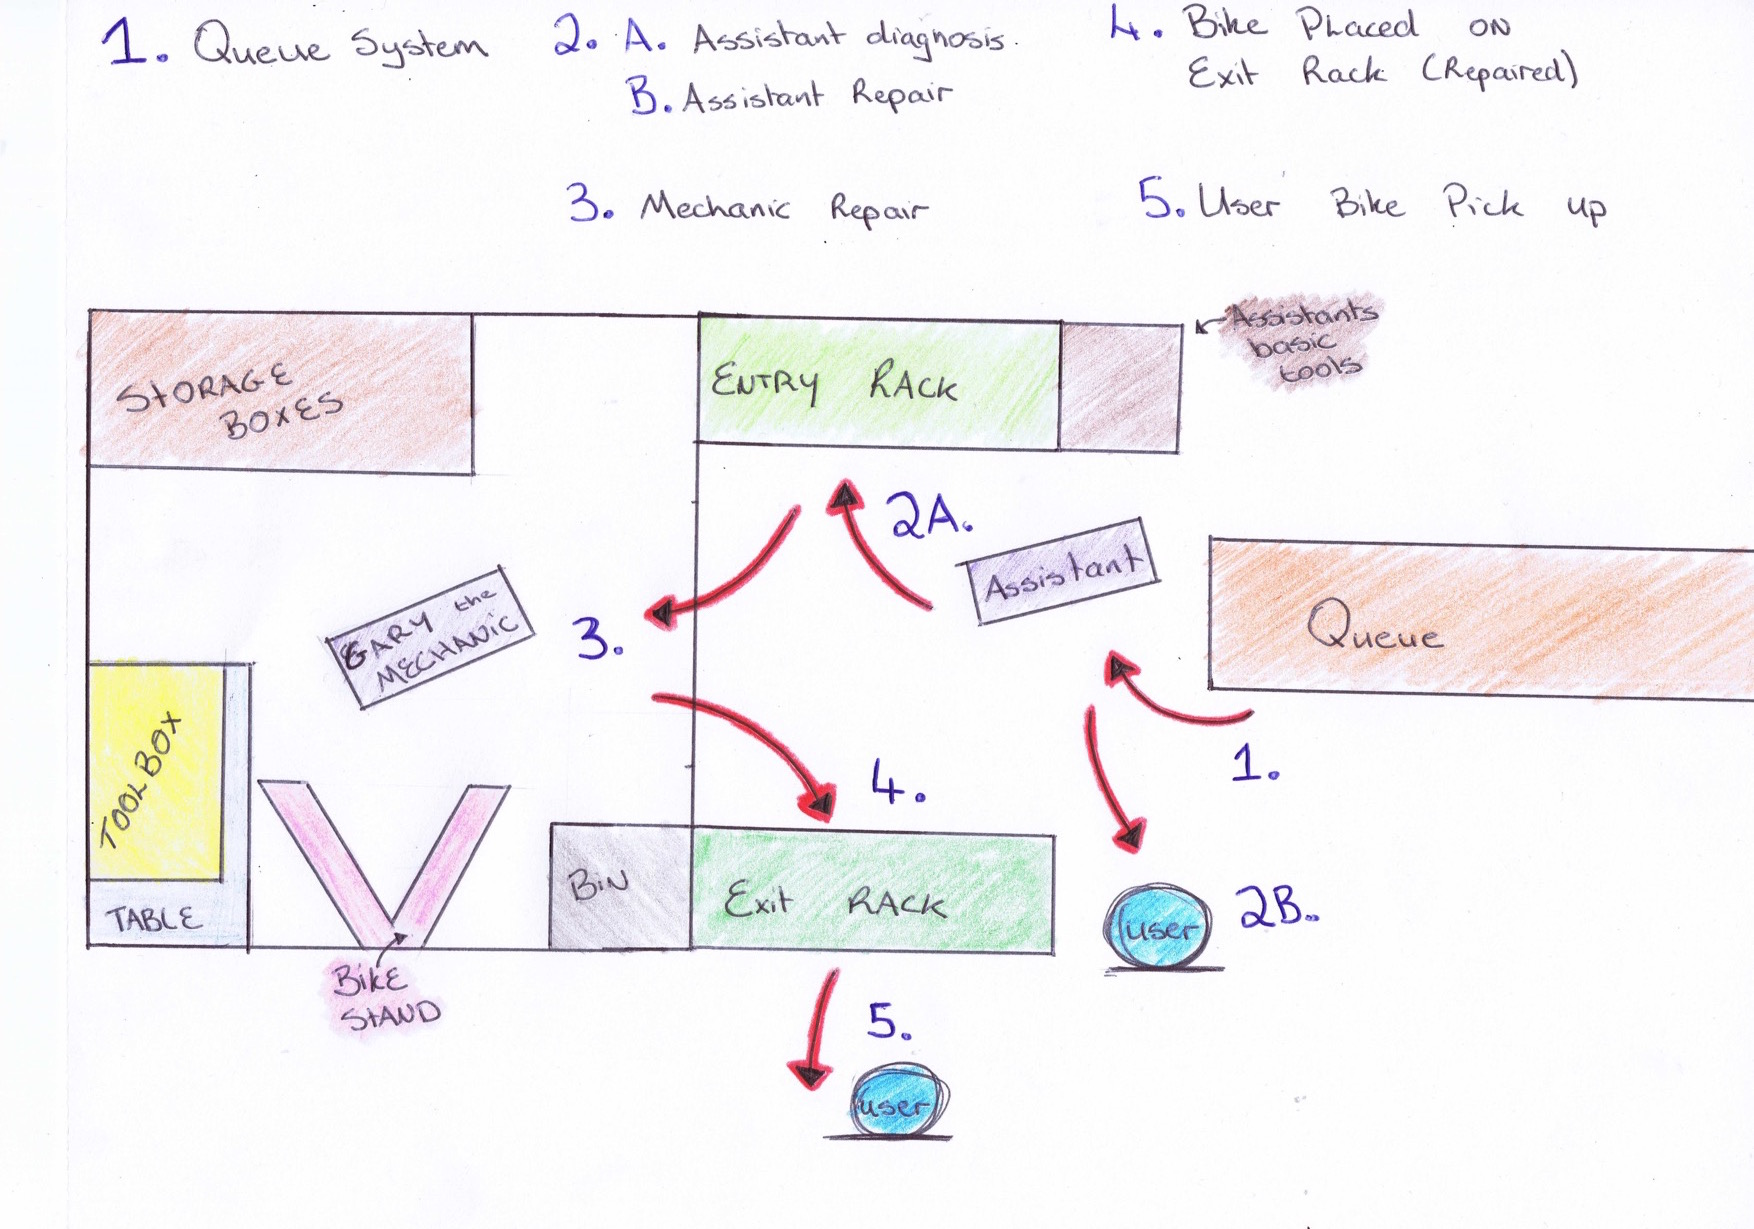 1. Queue System
2. A. Assistant diagnosis.
B. Assistant Repair
3. Mechanic Repair
4. Bike Placed on
Exit Rack (Repaired)
5. User Bike Pick up
STORAGE
BOXES
ENTRY RACK
Assistants
basic
tools
2A.
Assistant
Queue
GARY the
MECHANIC
3.
1.
TOOLBOX
4.
TABLE
BIN
Exit RACK
user
2B.
BIKE
STAND
5.
user